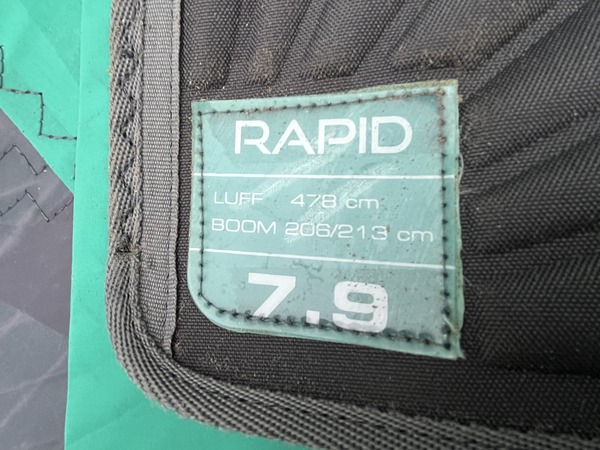 RAPID
LUFF 478 cm
BOOM 206/213 cm
7.9